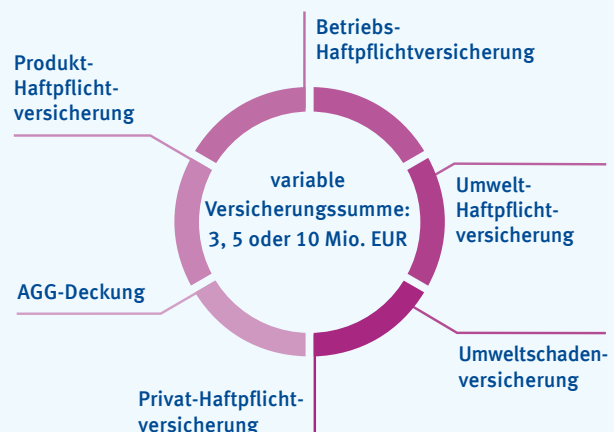 Betriebs-
Haftpflichtversicherung
Produkt-
Haftpflicht-
versicherung
variable
Versicherungssumme:
3, 5 oder 10 Mio. EUR
Umwelt-
Haftpflicht-
versicherung
AGG-Deckung
Umweltschaden-
versicherung
Privat-Haftpflicht-
versicherung